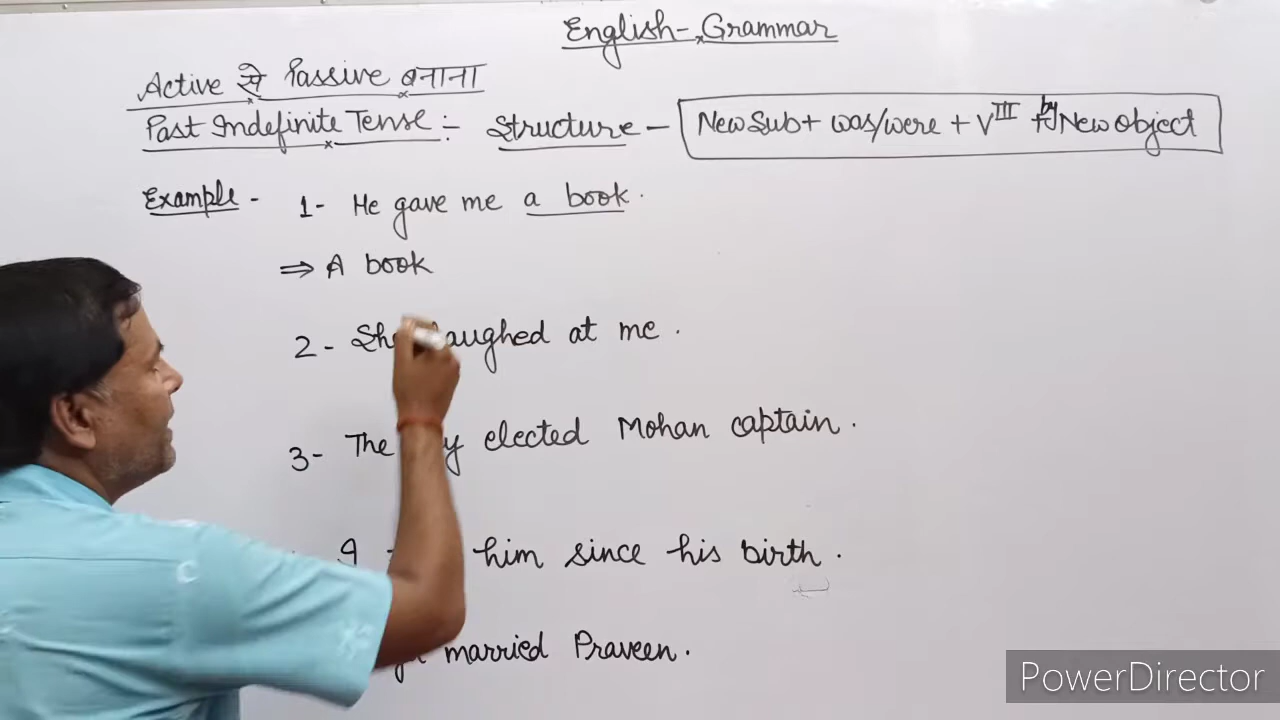 English- Grammar
Active से Passive बनाना
Past Indefinite Tense :- Structure - New Sub + was/were + V III + by New object
Example - 1- He gave me a book.
⇒ A book
2- She laughed at me.
3- The elected Mohan captain.
him since his birth.
married Praveen.
PowerDirector